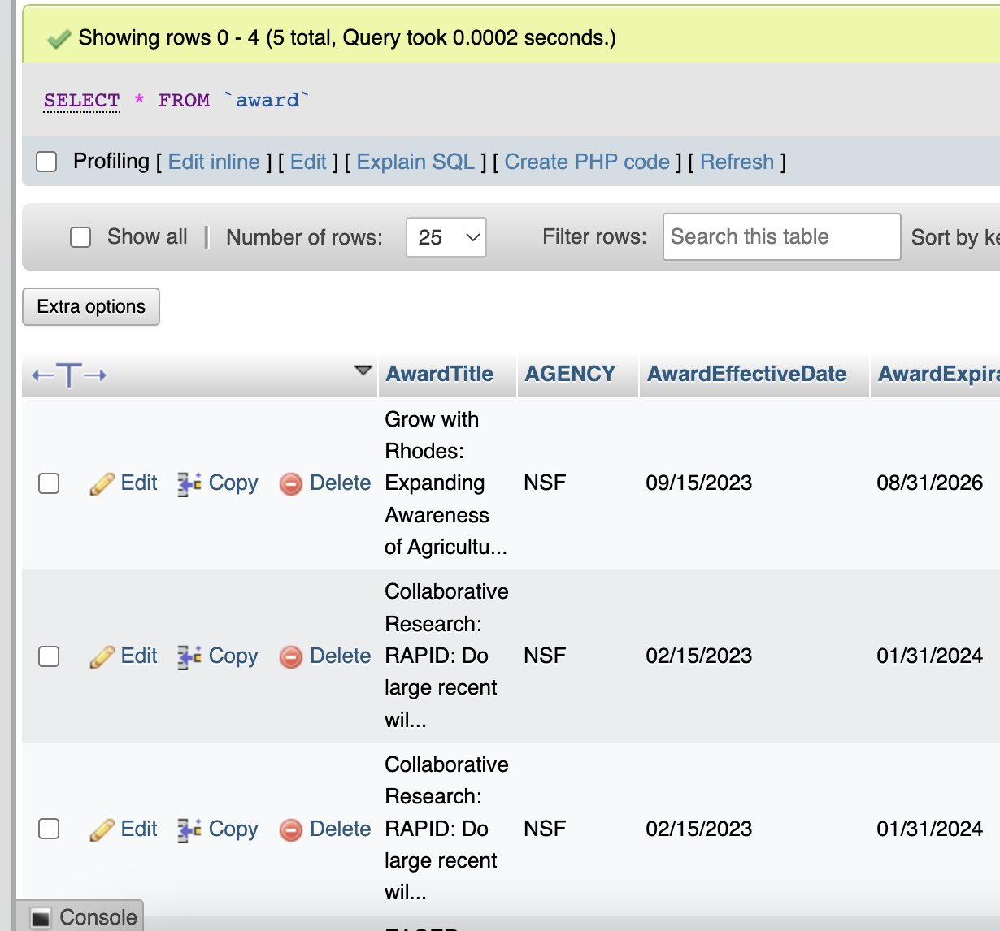 Showing rows 0 - 4 (5 total, Query took 0.0002 seconds.)
SELECT * FROM `award`
Profiling [ Edit inline ] [ Edit ] [ Explain SQL ] [ Create PHP code ] [ Refresh ]
Show all | Number of rows: 25 Filter rows: Search this table Sort by ke
Extra options
←T→ AwardTitle AGENCY AwardEffectiveDate AwardExpira
Grow with
Rhodes:
Edit Copy Delete Expanding NSF 09/15/2023 08/31/2026
Awareness
of Agricultu...
Collaborative
Research:
Edit Copy Delete RAPID: Do NSF 02/15/2023 01/31/2024
large recent
wil...
Collaborative
Research:
Edit Copy Delete RAPID: Do NSF 02/15/2023 01/31/2024
large recent
wil...
Console